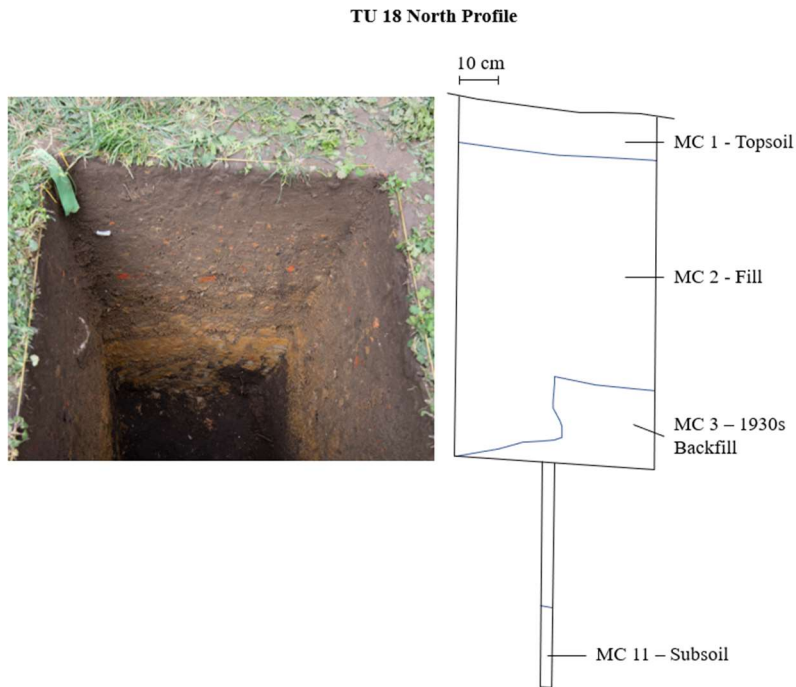 TU 18 North Profile
10 cm
MC 1 - Topsoil
MC 2 - Fill
MC 3 – 1930s
Backfill
MC 11 – Subsoil